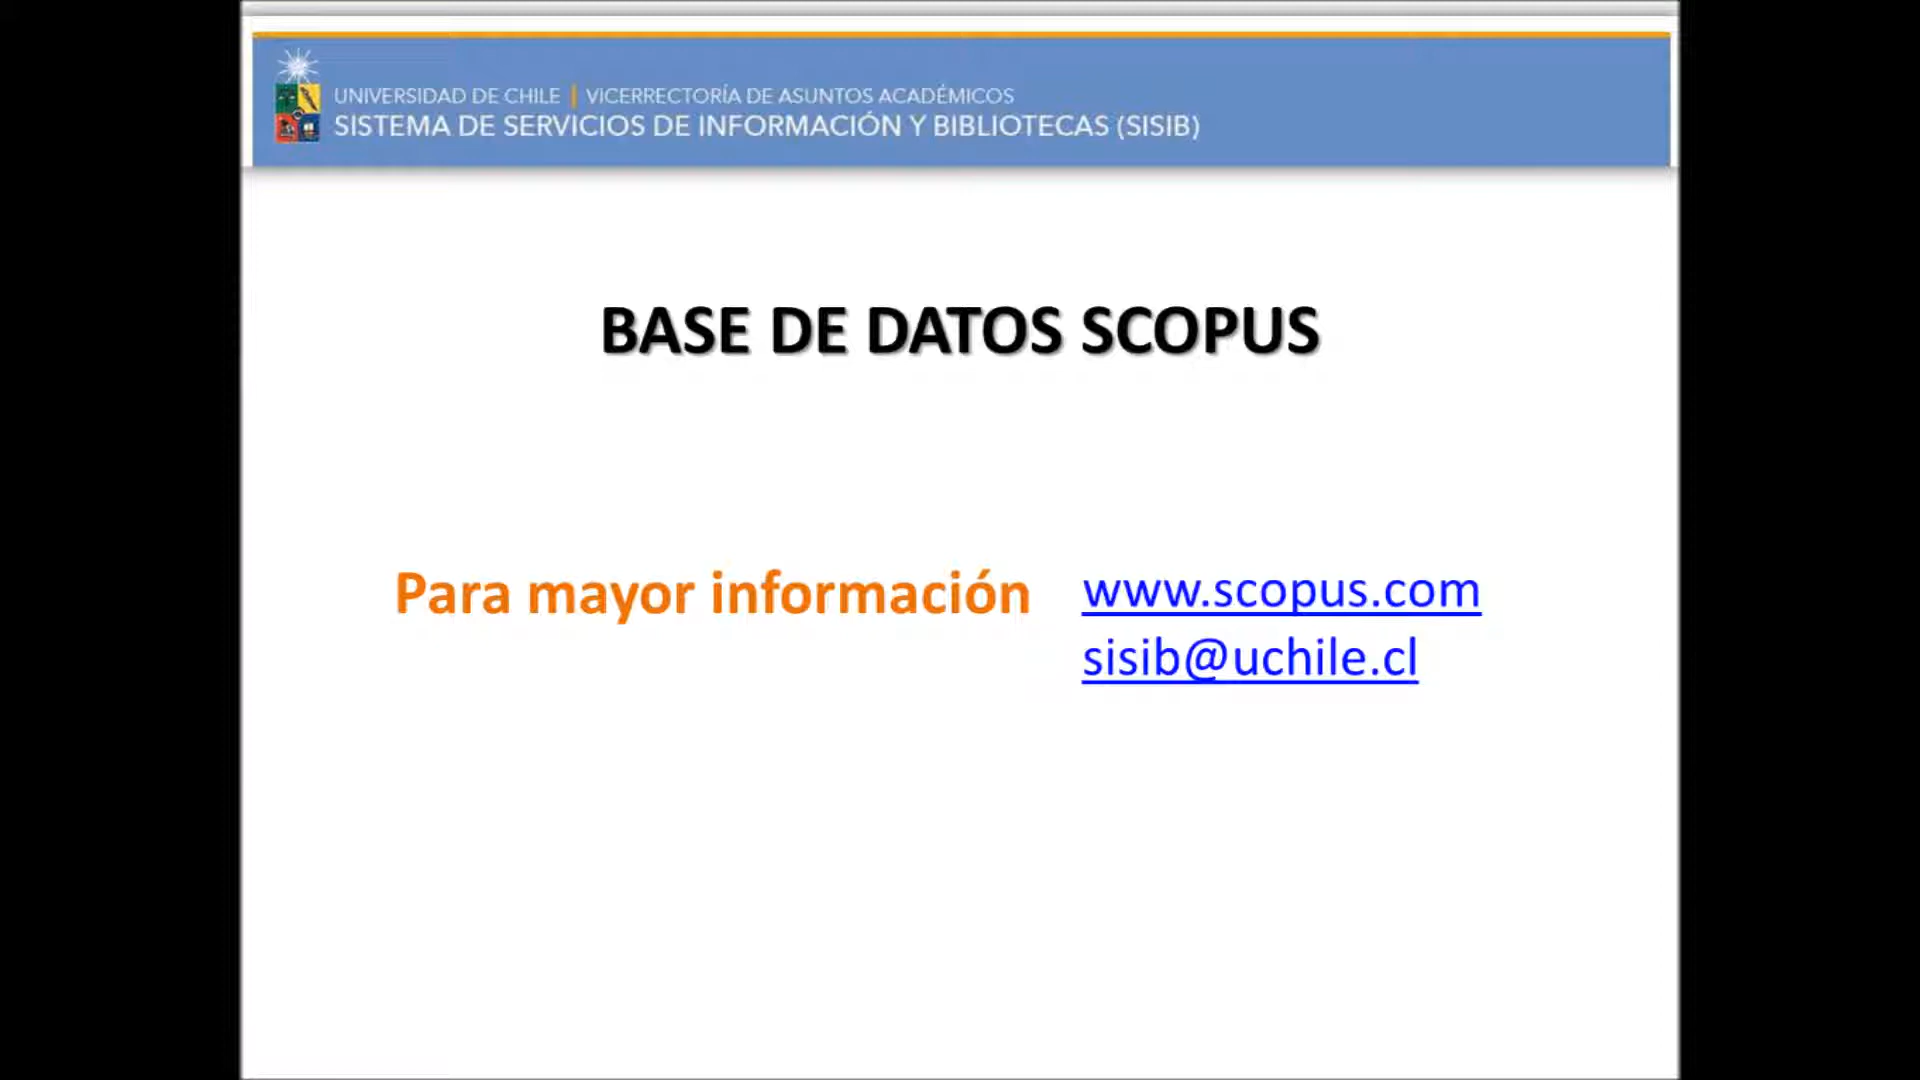 UNIVERSIDAD DE CHILE | VICERRECTORÍA DE ASUNTOS ACADÉMICOS
SISTEMA DE SERVICIOS DE INFORMACIÓN Y BIBLIOTECAS (SISIB)
BASE DE DATOS SCOPUS
Para mayor información www.scopus.com
sisib@uchile.cl